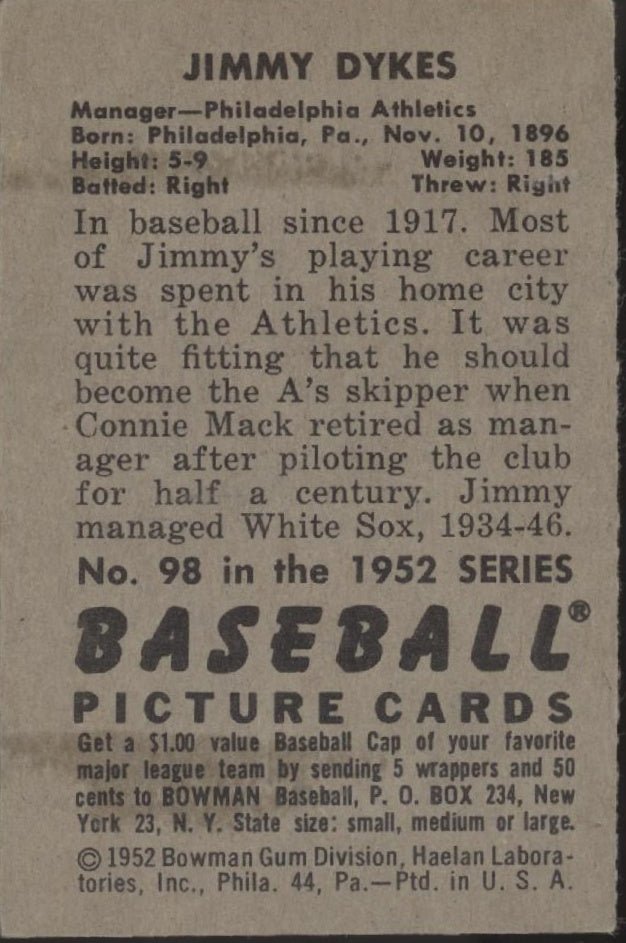 JIMMY DYKES
Manager—Philadelphia Athletics
Born: Philadelphia, Pa., Nov. 10, 1896
Height: 5-9 Weight: 185
Batted: Right Threw: Right
In baseball since 1917. Most
of Jimmy's playing career
was spent in his home city
with the Athletics. It was
quite fitting that he should
become the A's skipper when
Connie Mack retired as man-
ager after piloting the club
for half a century. Jimmy
managed White Sox, 1934-46.
No. 98 in the 1952 SERIES
BASEBALL®
PICTURE CARDS
Get a $1.00 value Baseball Cap of your favorite
major league team by sending 5 wrappers and 50
cents to BOWMAN Baseball, P. O. BOX 234, New
York 23, N. Y. State size: small, medium or large.
© 1952 Bowman Gum Division, Haelan Labora-
tories, Inc., Phila. 44, Pa.—Ptd. in U. S. A.